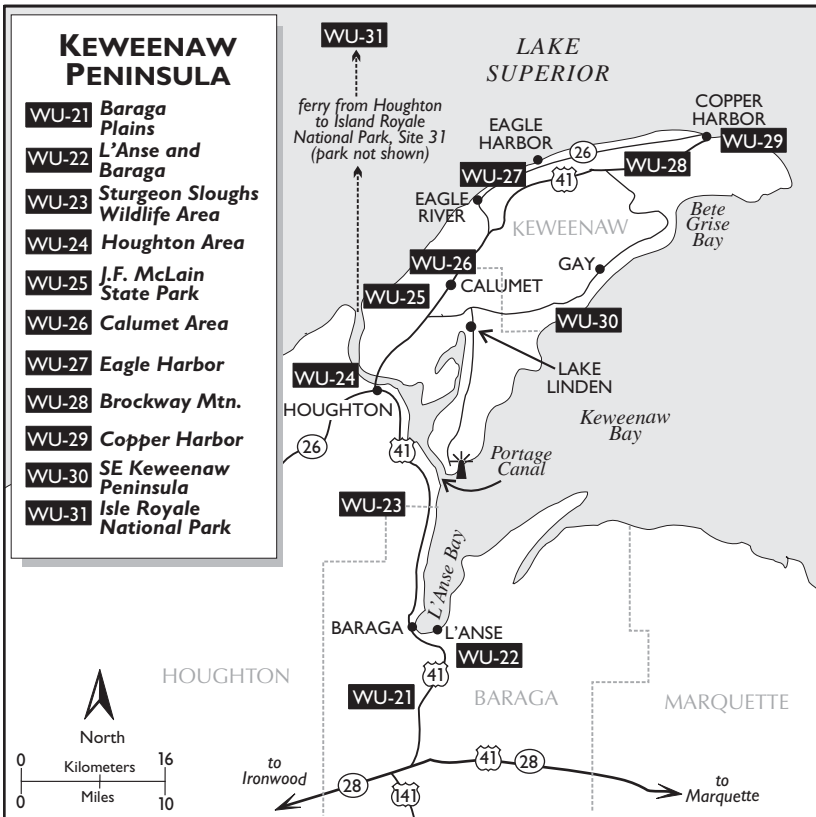 KEWEENAW
PENINSULA
WU-21 Baraga
Plains
WU-22 L'Anse and
Baraga
WU-23 Sturgeon Sloughs
Wildlife Area
WU-24 Houghton Area
WU-25 J.F. McLain
State Park
WU-26 Calumet Area
WU-27 Eagle Harbor
WU-28 Brockway Mtn.
WU-29 Copper Harbor
WU-30 SE Keweenaw
Peninsula
WU-31 Isle Royale
National Park
WU-31
ferry from Houghton
to Island Royale
National Park, Site 31
(park not shown)
LAKE
SUPERIOR
COPPER
HARBOR
WU-29
EAGLE
HARBOR
26
WU-28
WU-27
41
EAGLE
RIVER
KEWEENAW
Bete
Grise
Bay
WU-26
GAY
CALUMET
WU-25
WU-30
LAKE
LINDEN
WU-24
HOUGHTON
Keweenaw
Bay
26
41
Portage
Canal
WU-23
L'Anse Bay
BARAGA
L'ANSE
WU-22
41
HOUGHTON
WU-21
BARAGA
MARQUETTE
North
0 16
Kilometers
Miles
0 10
to
Ironwood
28
141
41
28
to
Marquette